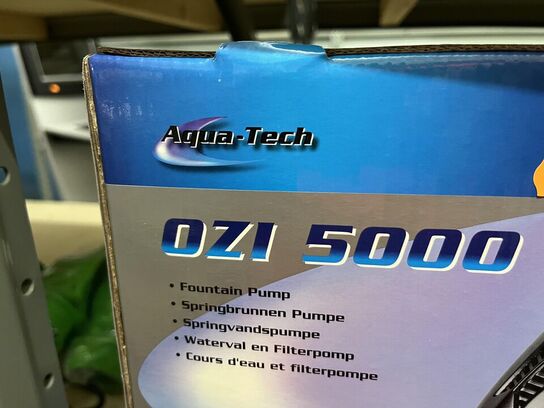 Aqua-Tech
OZI 5000
• Fountain Pump
• Springbrunnen Pumpe
• Springvandspumpe
• Waterval en Filterpomp
• Cours d'eau et filterpompe